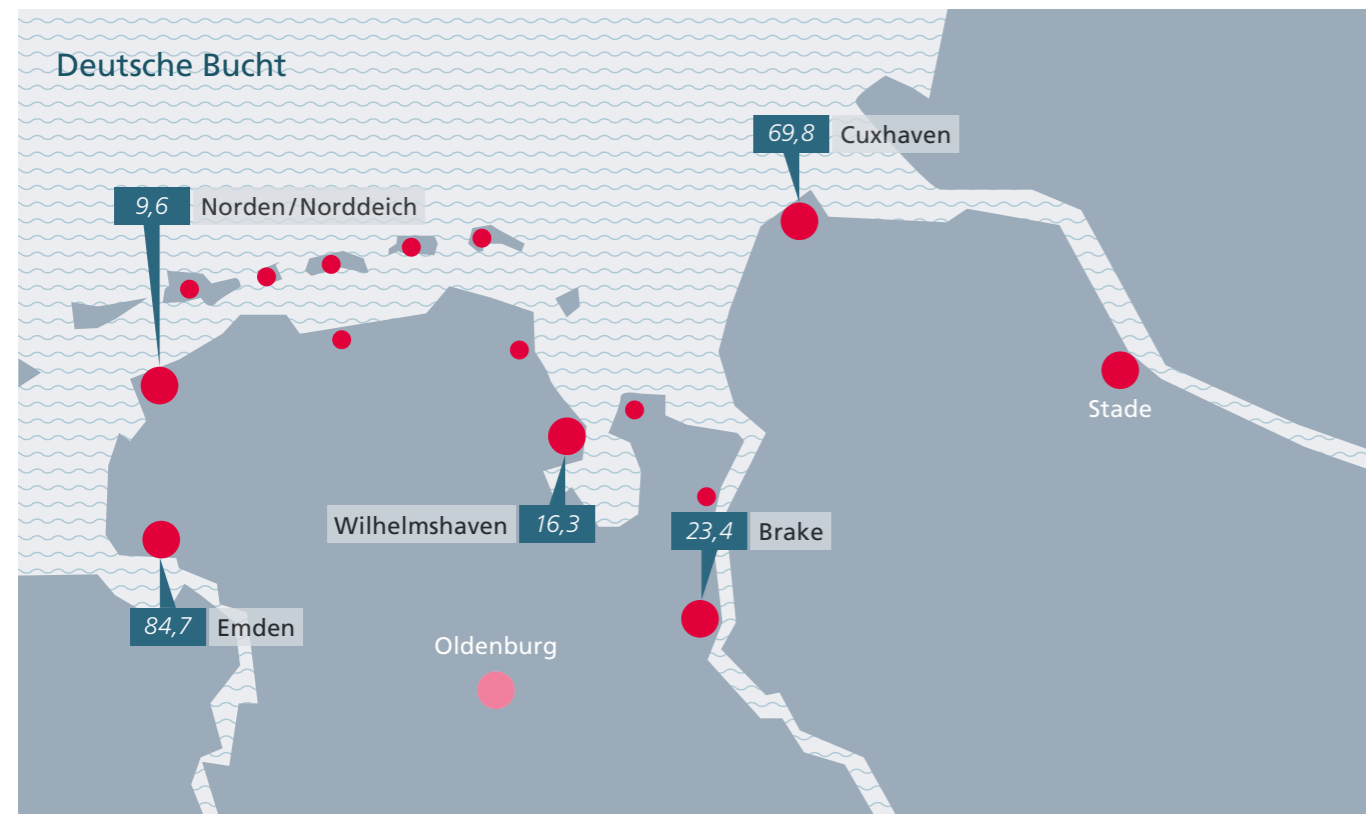 Deutsche Bucht
69,8 Cuxhaven
9,6 Norden/Norddeich
Stade
Wilhelmshaven 16,3
23,4 Brake
84,7 Emden
Oldenburg